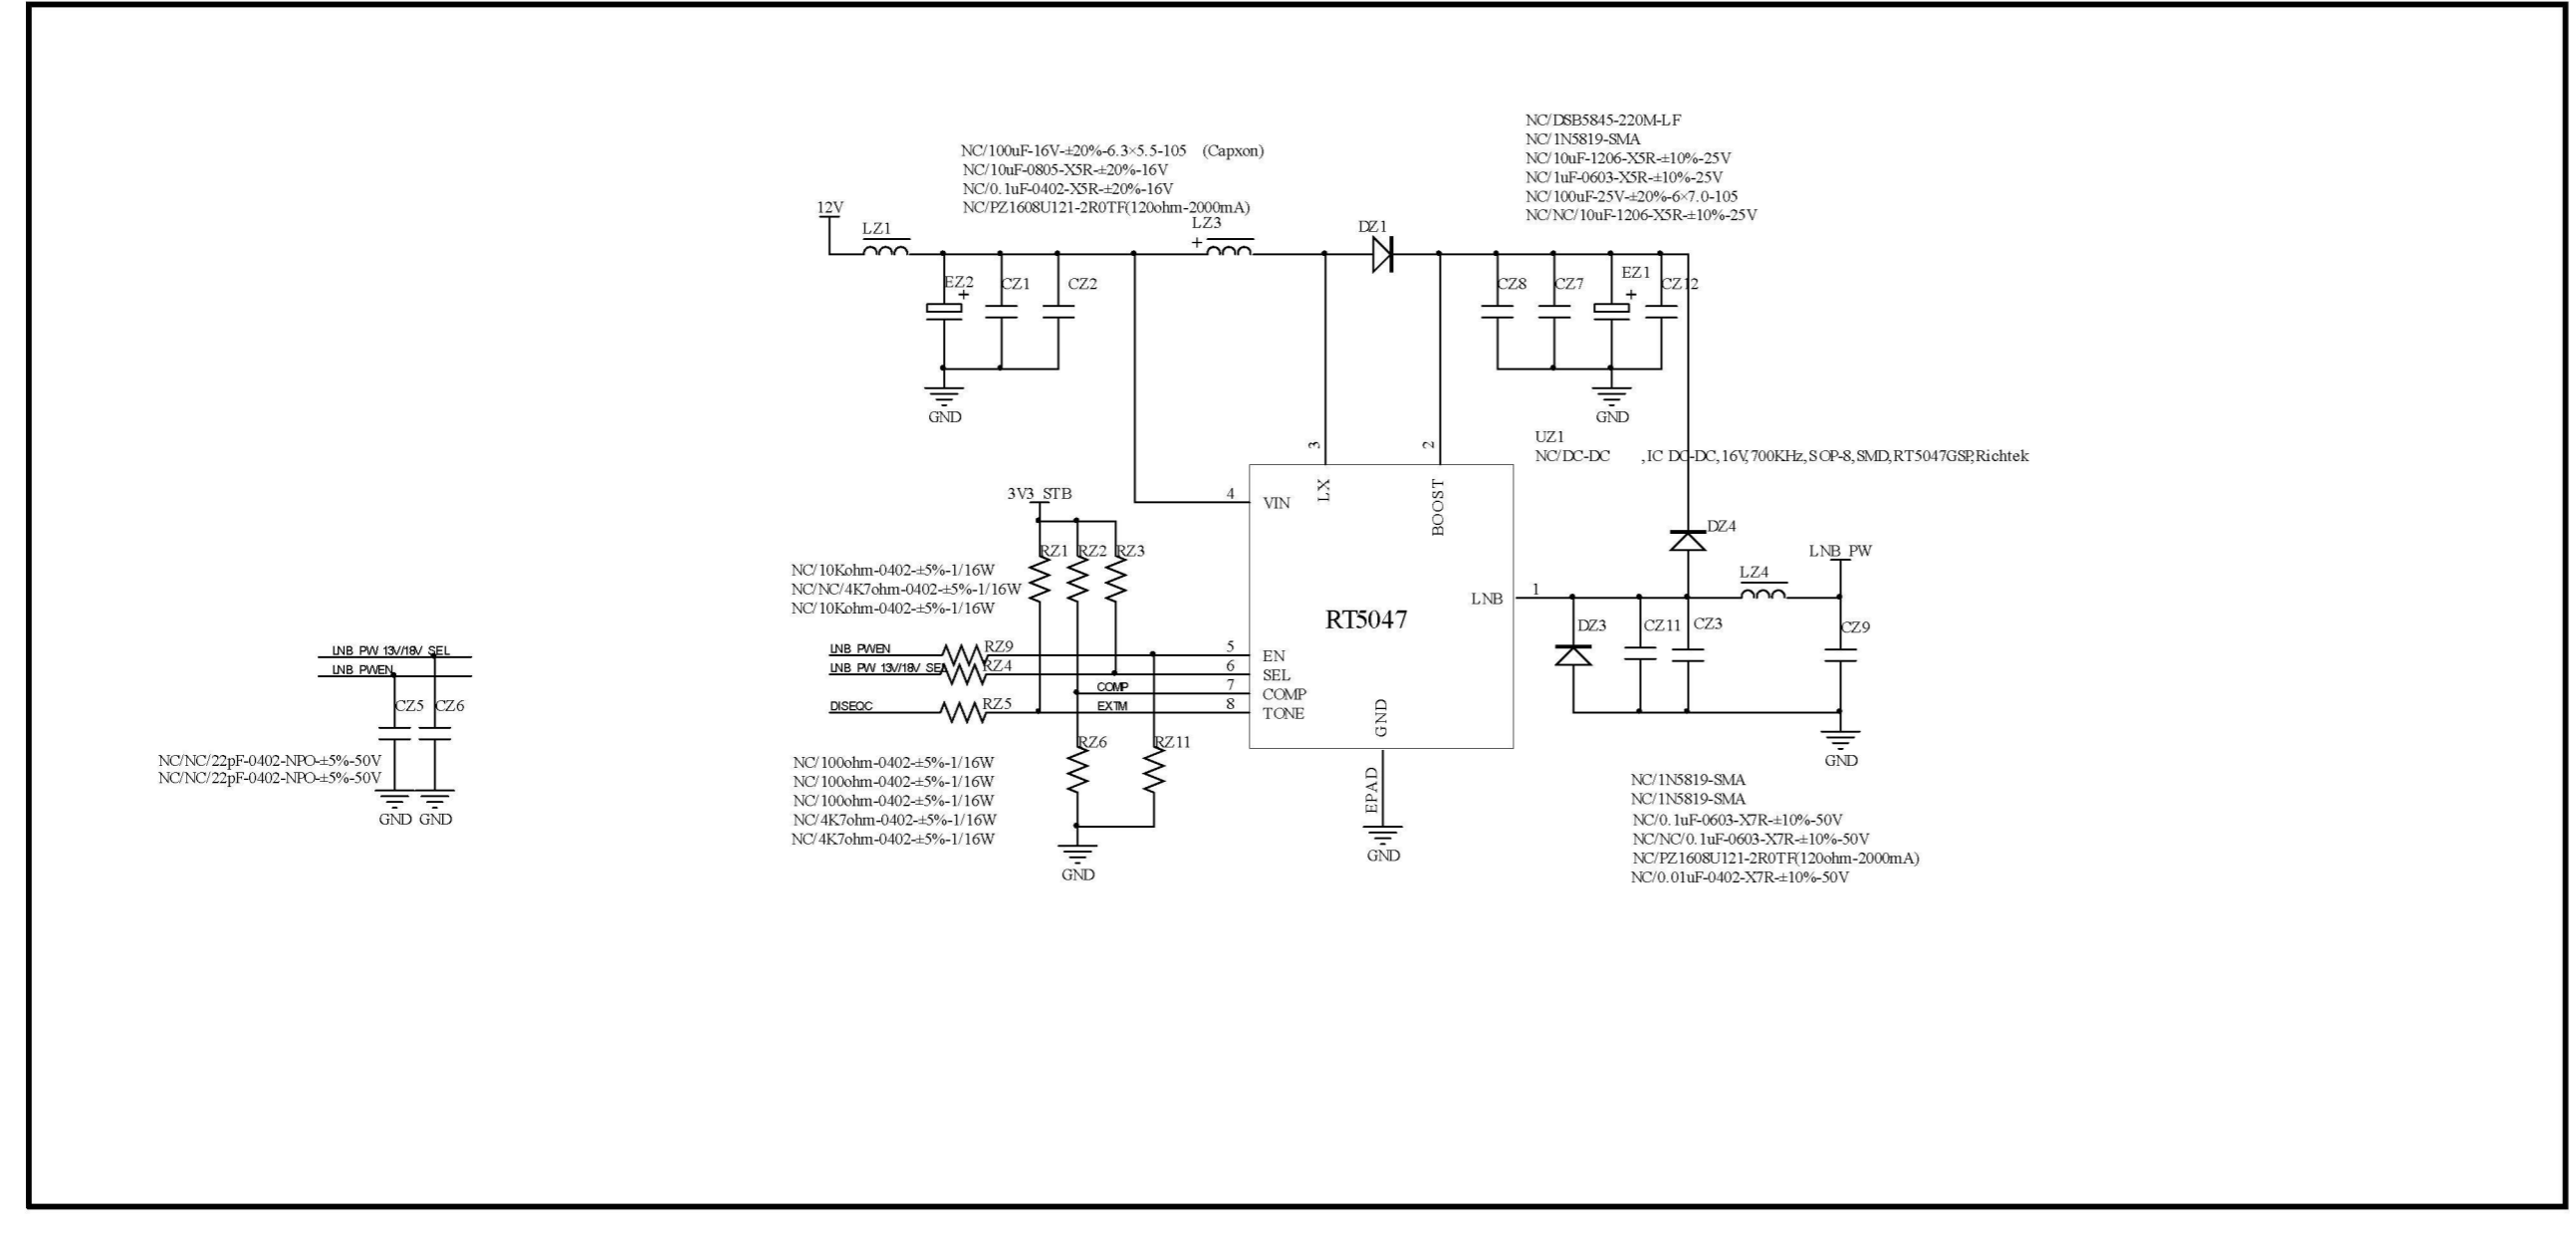 NC/DSB5845-220M-LF
NC/1N5819-SMA
NC/10uF-1206-X5R-±10%-25V
NC/1uF-0603-X5R-±10%-25V
NC/100uF-25V-±20%-6×7.0-105
NC/NC/10uF-1206-X5R-±10%-25V
NC/100uF-16V-±20%-6.3×5.5-105 (Capxon)
NC/10uF-0805-X5R-±20%-16V
NC/0.1uF-0402-X5R-±20%-16V
NC/PZ1608U121-2R0TF(120ohm-2000mA)
12V
LZ1
LZ3
+
DZ1
EZ2
+
CZ1
CZ2
CZ8
CZ7
EZ1
+
CZ12
GND
GND
UZ1
NC/DC-DC ,IC DC-DC,16V,700KHz,SOP-8,SMD,RT5047GSP,Richtek
3
2
LX
BOOST
3V3_STB
4
VIN
DZ4
LNB_PW
RZ1
RZ2
RZ3
NC/10Kohm-0402-±5%-1/16W
NC/NC/4K7ohm-0402-±5%-1/16W
NC/10Kohm-0402-±5%-1/16W
LZ4
LNB
1
RT5047
DZ3
CZ11
CZ3
CZ9
LNB_PW_13V/18V_SEL
LNB_PWEN
CZ5
CZ6
LNB_PWEN
RZ9
5
EN
LNB_PW_13V/18V_SEL
RZ4
6
SEL
COMP
7
COMP
DISEQC
RZ5
EXTM
8
TONE
GND
RZ6
RZ11
GND
NC/NC/22pF-0402-NPO-±5%-50V
NC/NC/22pF-0402-NPO-±5%-50V
GND
GND
NC/100ohm-0402-±5%-1/16W
NC/100ohm-0402-±5%-1/16W
NC/100ohm-0402-±5%-1/16W
NC/4K7ohm-0402-±5%-1/16W
NC/4K7ohm-0402-±5%-1/16W
EPAD
GND
GND
NC/1N5819-SMA
NC/1N5819-SMA
NC/0.1uF-0603-X7R-±10%-50V
NC/NC/0.1uF-0603-X7R-±10%-50V
NC/PZ1608U121-2R0TF(120ohm-2000mA)
NC/0.01uF-0402-X7R-±10%-50V